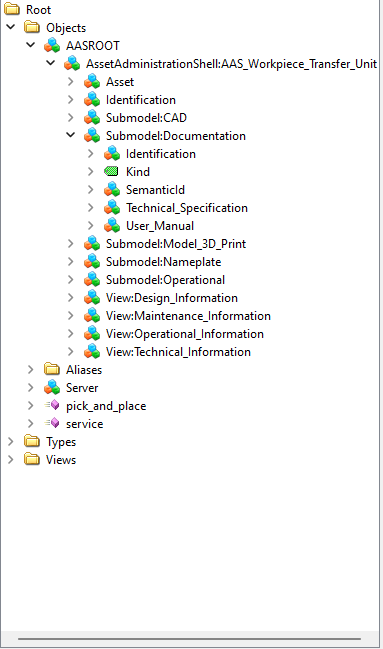 Root
Objects
AASROOT
AssetAdministrationShell:AAS_Workpiece_Transfer_Unit
Asset
Identification
Submodel:CAD
Submodel:Documentation
Identification
Kind
SemanticId
Technical_Specification
User_Manual
Submodel:Model_3D_Print
Submodel:Nameplate
Submodel:Operational
View:Design_Information
View:Maintenance_Information
View:Operational_Information
View:Technical_Information
Aliases
Server
pick_and_place
service
Types
Views